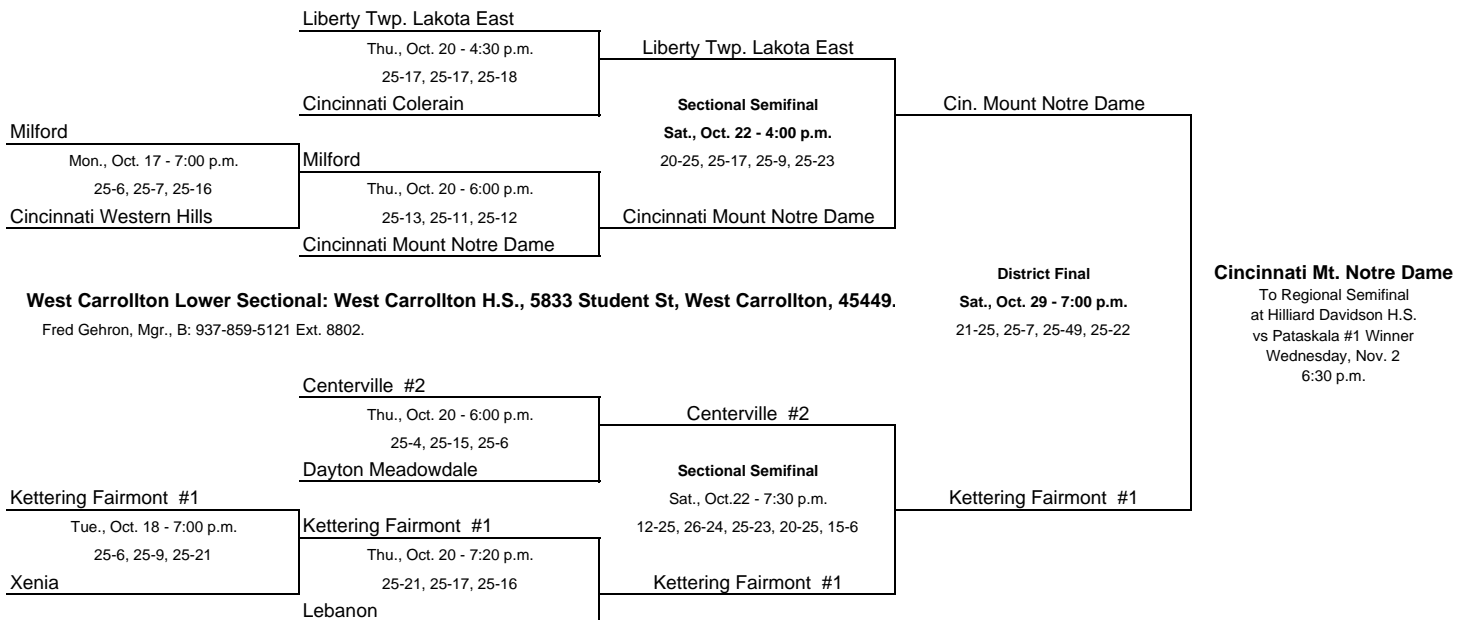 Liberty Twp. Lakota East
Thu., Oct. 20 - 4:30 p.m.
Liberty Twp. Lakota East
25-17, 25-17, 25-18
Cincinnati Colerain
Sectional Semifinal
Cin. Mount Notre Dame
Milford
Sat., Oct. 22 - 4:00 p.m.
Mon., Oct. 17 - 7:00 p.m.
Milford
20-25, 25-17, 25-9, 25-23
25-6, 25-7, 25-16
Thu., Oct. 20 - 6:00 p.m.
Cincinnati Western Hills
25-13, 25-11, 25-12
Cincinnati Mount Notre Dame
Cincinnati Mount Notre Dame
District Final
Cincinnati Mt. Notre Dame
West Carrollton Lower Sectional: West Carrollton H.S., 5833 Student St, West Carrollton, 45449.
Sat., Oct. 29 - 7:00 p.m.
To Regional Semifinal
at Hilliard Davidson H.S.
Fred Gehron, Mgr., B: 937-859-5121 Ext. 8802.
21-25, 25-7, 25-49, 25-22
vs Pataskala #1 Winner
Wednesday, Nov. 2
6:30 p.m.
Centerville #2
Thu., Oct. 20 - 6:00 p.m.
Centerville #2
25-4, 25-15, 25-6
Dayton Meadowdale
Sectional Semifinal
Kettering Fairmont #1
Sat., Oct.22 - 7:30 p.m.
Kettering Fairmont #1
Tue., Oct. 18 - 7:00 p.m.
Kettering Fairmont #1
12-25, 26-24, 25-23, 20-25, 15-6
25-6, 25-9, 25-21
Thu., Oct. 20 - 7:20 p.m.
Xenia
25-21, 25-17, 25-16
Kettering Fairmont #1
Lebanon